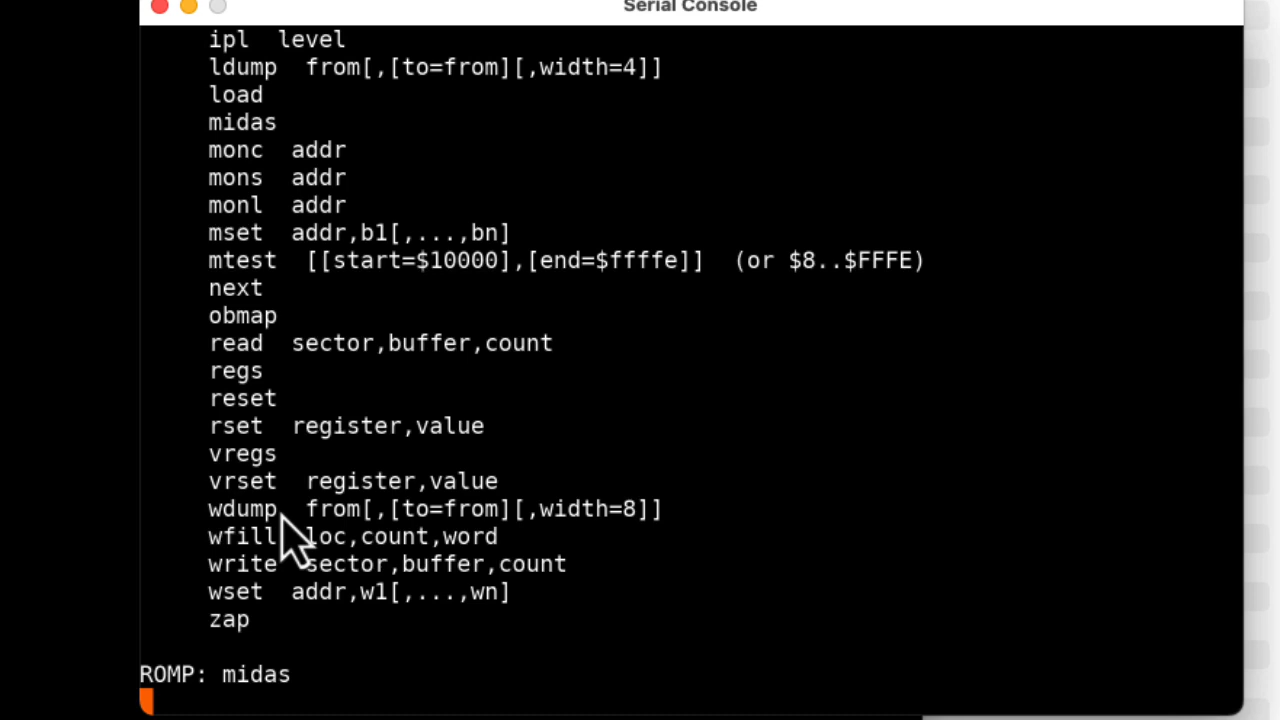 Serial Console
ipl  level
ldump  from[,[to=from][,width=4]]
load
midas
monc  addr
mons  addr
monl  addr
mset  addr,b1[,...,bn]
mtest  [[start=$10000],[end=$ffffe]]  (or $8..$FFFE)
next
obmap
read  sector,buffer,count
regs
reset
rset  register,value
vregs
vrset  register,value
wdump  from[,[to=from][,width=8]]
wfill  loc,count,word
write  sector,buffer,count
wset  addr,w1[,...,wn]
zap
ROMP: midas